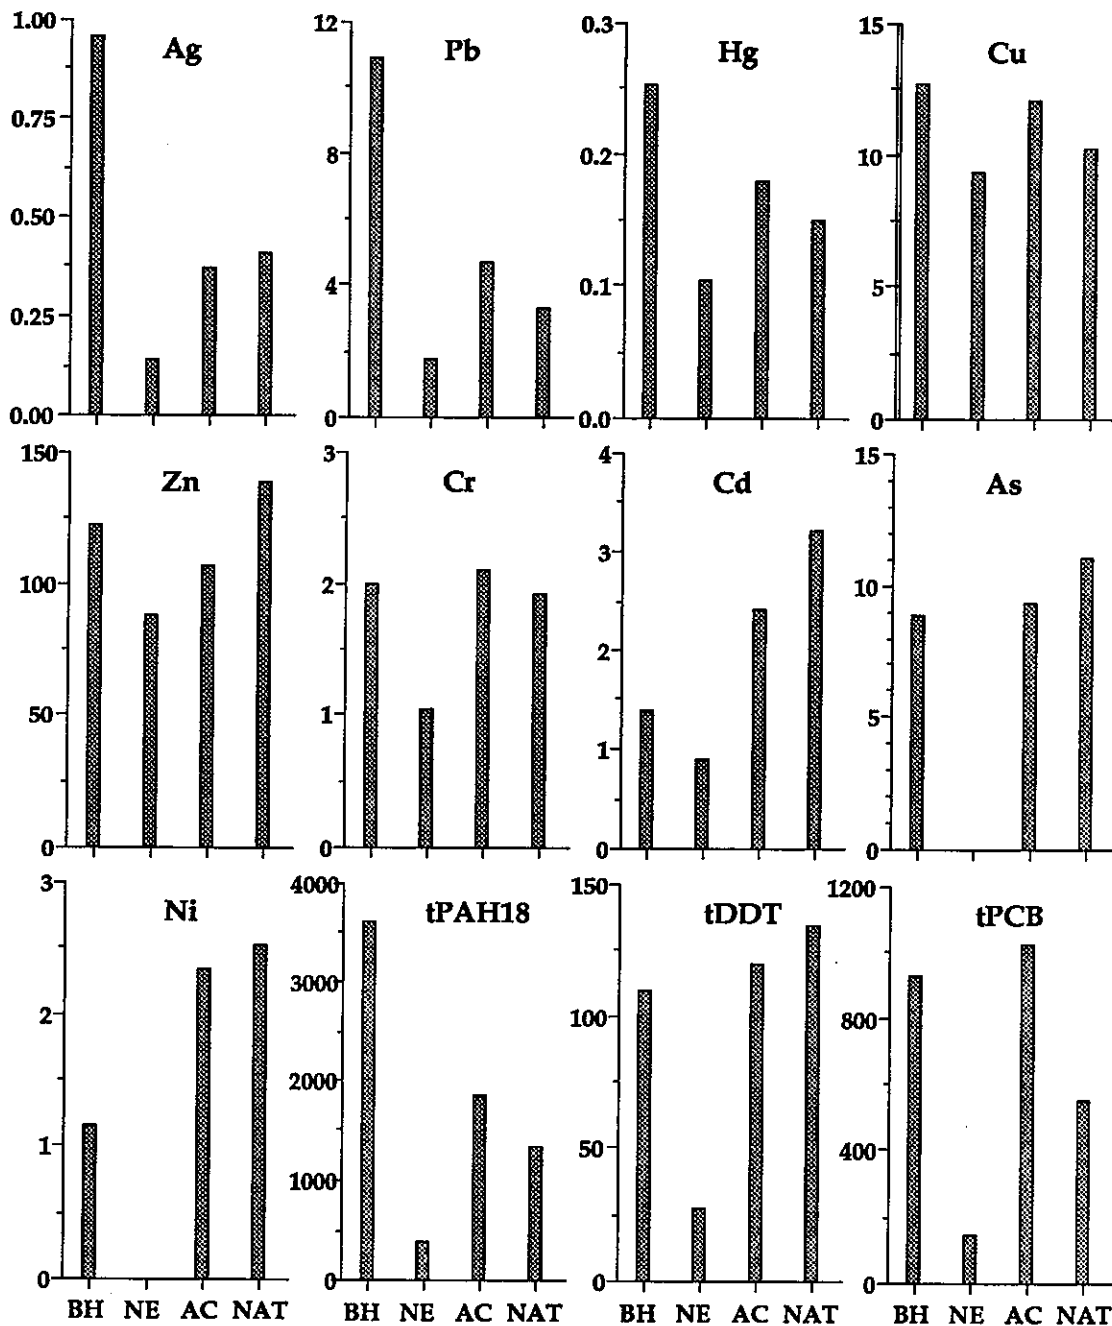 Ag Pb Hg Cu
1.00 12 0.3 15
0.75 8 0.2 10
0.50 4 0.1 5
0.25 0 0.0 0
0.00
Zn Cr Cd As
150 3 4 15
100 2 3 10
50 1 2 5
0 0 1 0
0
Ni tPAH18 tDDT tPCB
3 4000 150 1200
2 3000 100 800
1 2000 50 400
0 1000 0 0
0
BH NE AC NAT BH NE AC NAT BH NE AC NAT BH NE AC NAT